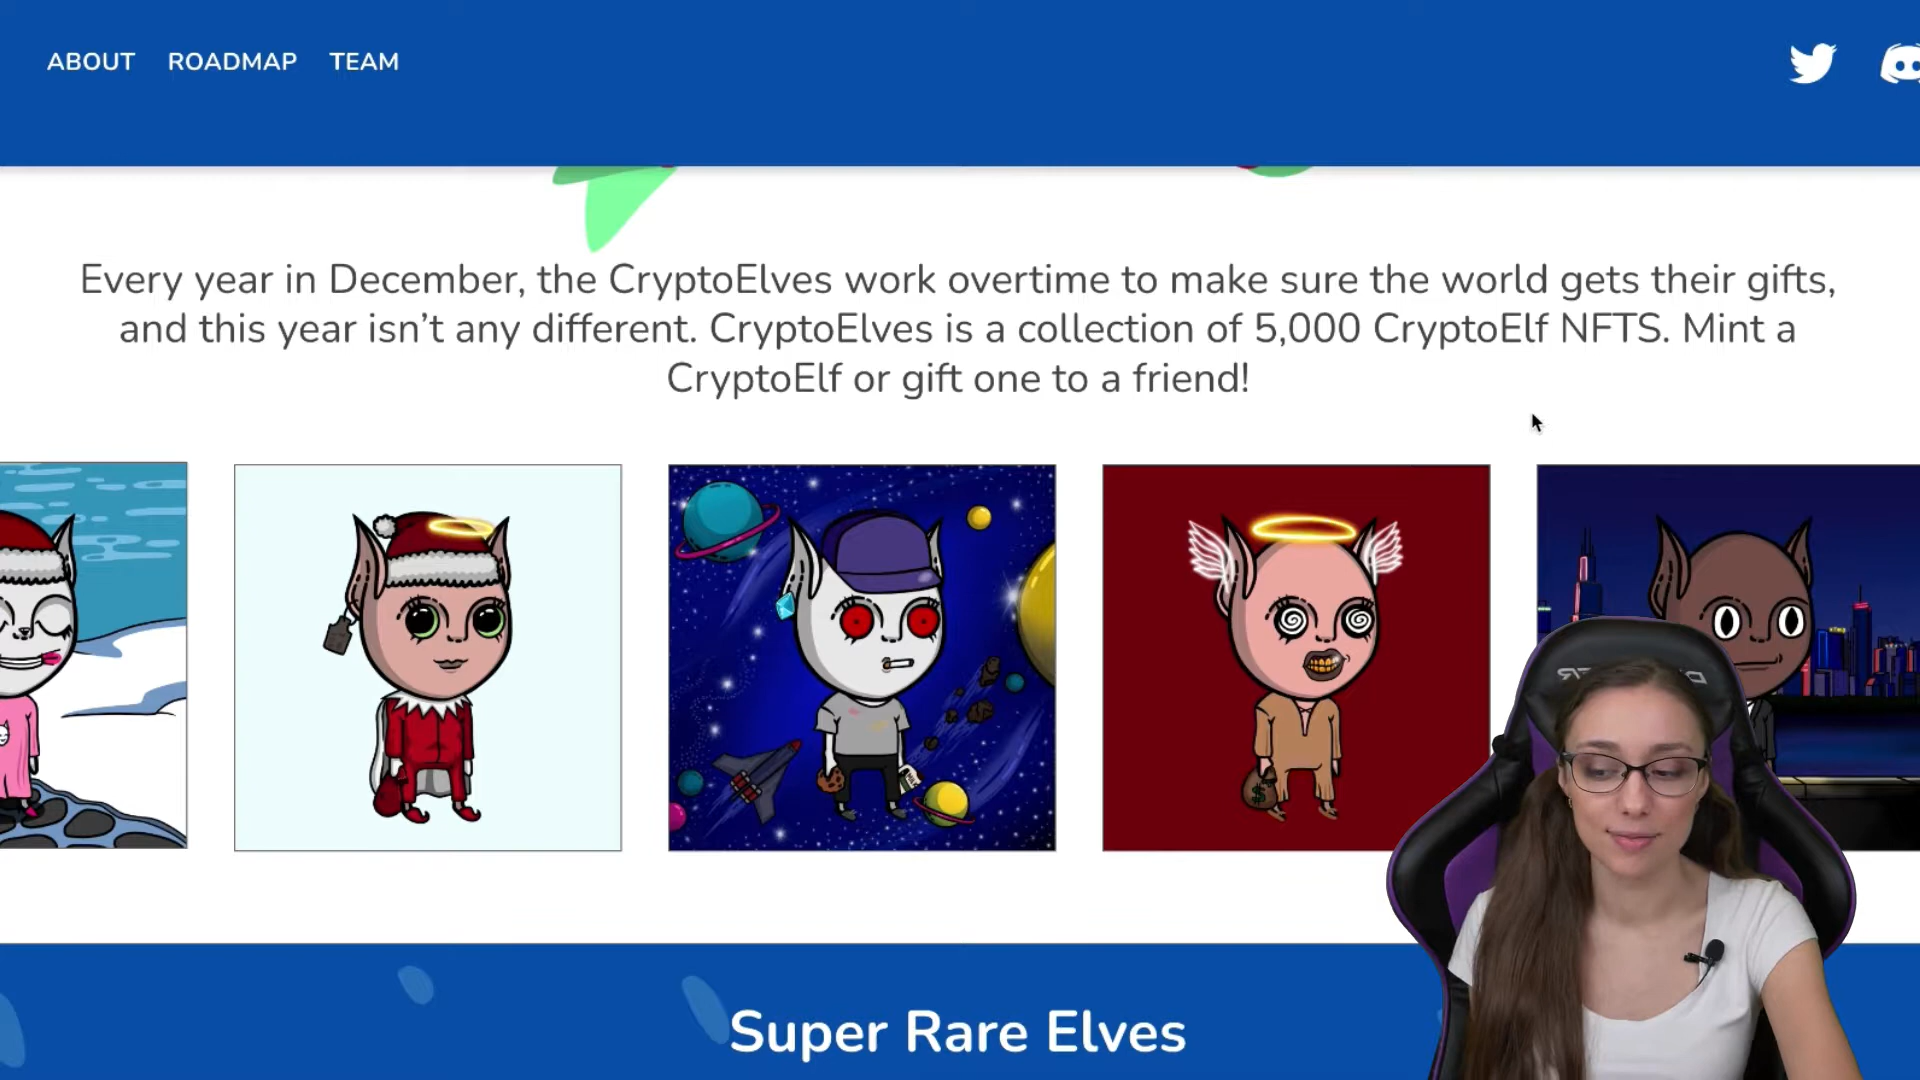 ABOUT ROADMAP TEAM
Every year in December, the CryptoElves work overtime to make sure the world gets their gifts,
and this year isn’t any different. CryptoElves is a collection of 5,000 CryptoElf NFTS. Mint a
CryptoElf or gift one to a friend!
$
Super Rare Elves